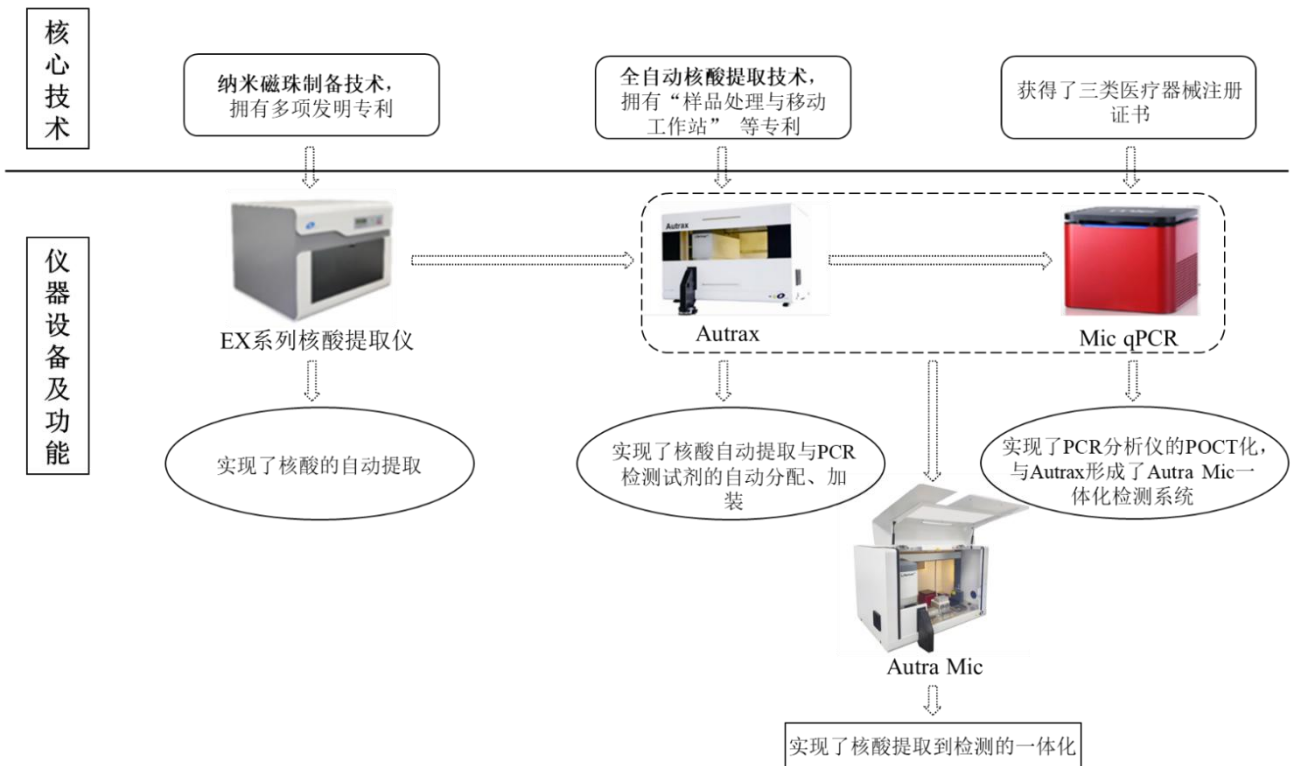 核心技术
纳米磁珠制备技术，
拥有多项发明专利
全自动核酸提取技术，
拥有“样品处理与移动
工作站” 等专利
获得了三类医疗器械注册
证书
仪器设备及功能
EX系列核酸提取仪
Autrax
Autrax
Mic qPCR
实现了核酸的自动提取
实现了核酸自动提取与PCR
检测试剂的自动分配、加
装
实现了PCR分析仪的POCT化，
与Autrax形成了Autra Mic一
体化检测系统
Autra Mic
实现了核酸提取到检测的一体化